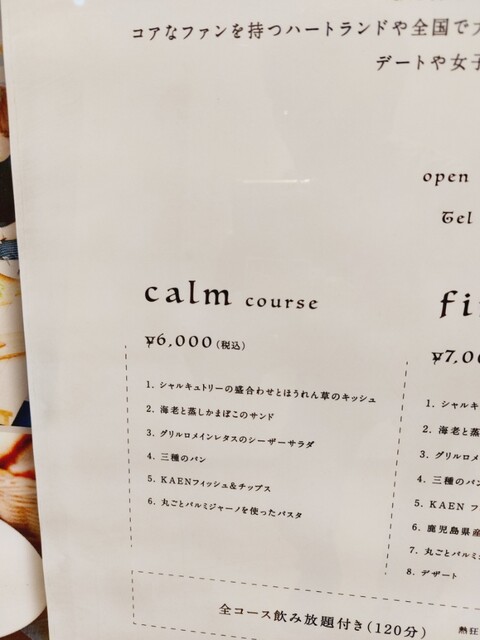 コアなファンを持つハートランドや全国で
デートや女子
open
Tel
calm course
¥6,000(税込)
1. シャルキュトリーの盛合わせとほうれん草のキッシュ
2. 海老と蒸しかまぼこのサンド
3. グリルロメインレタスのシーザーサラダ
4. 三種のパン
5. KAENフィッシュ&チップス
6. 丸ごとパルミジャーノを使ったパスタ
fi
¥7,00
1. シャルキ
2. 海老と蒸
3. グリルロメ
4. 三種のパン
5. KAEN フ
6. 鹿児島県産
7. 丸ごとパルミ
8. デザート
全コース飲み放題付き(120分)
熱狂